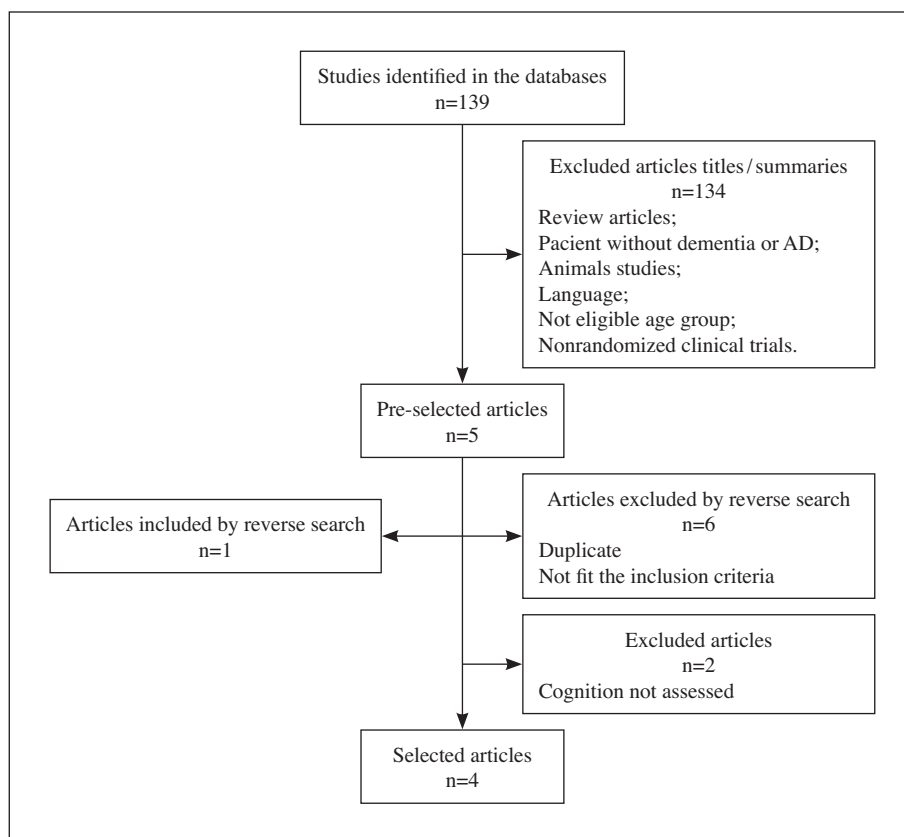 Studies identified in the databases
n=139
Excluded articles titles/summaries
n=134
Review articles;
Pacient without dementia or AD;
Animals studies;
Language;
Not eligible age group;
Nonrandomized clinical trials.
Pre-selected articles
n=5
Articles included by reverse search
n=1
Articles excluded by reverse search
n=6
Duplicate
Not fit the inclusion criteria
Excluded articles
n=2
Cognition not assessed
Selected articles
n=4